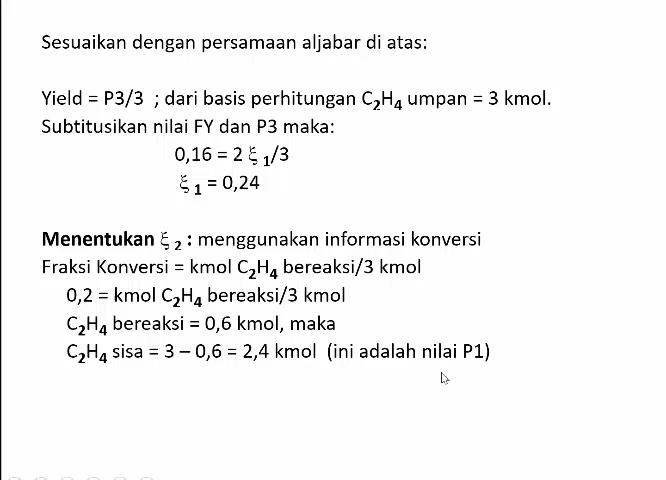 Sesuaikan dengan persamaan aljabar di atas:
Yield = P3/3 ; dari basis perhitungan C₂H₄ umpan = 3 kmol.
Subtitusikan nilai FY dan P3 maka:
0,16 = 2 ξ ₁/3
ξ ₁ = 0,24
Menentukan ξ ₂ : menggunakan informasi konversi
Fraksi Konversi = kmol C₂H₄ bereaksi/3 kmol
0,2 = kmol C₂H₄ bereaksi/3 kmol
C₂H₄ bereaksi = 0,6 kmol, maka
C₂H₄ sisa = 3 – 0,6 = 2,4 kmol (ini adalah nilai P1)